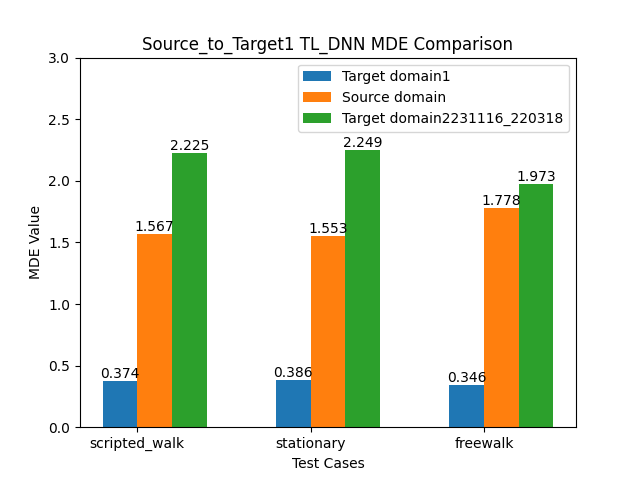 Source_to_Target1 TL_DNN MDE Comparison
Target domain1
Source domain
Target domain2231116_220318
3.0
2.5
2.0
1.5
1.0
0.5
0.0
MDE Value
0.374
1.567
2.225
0.386
1.553
2.249
0.346
1.778
1.973
scripted_walk
stationary
freewalk
Test Cases